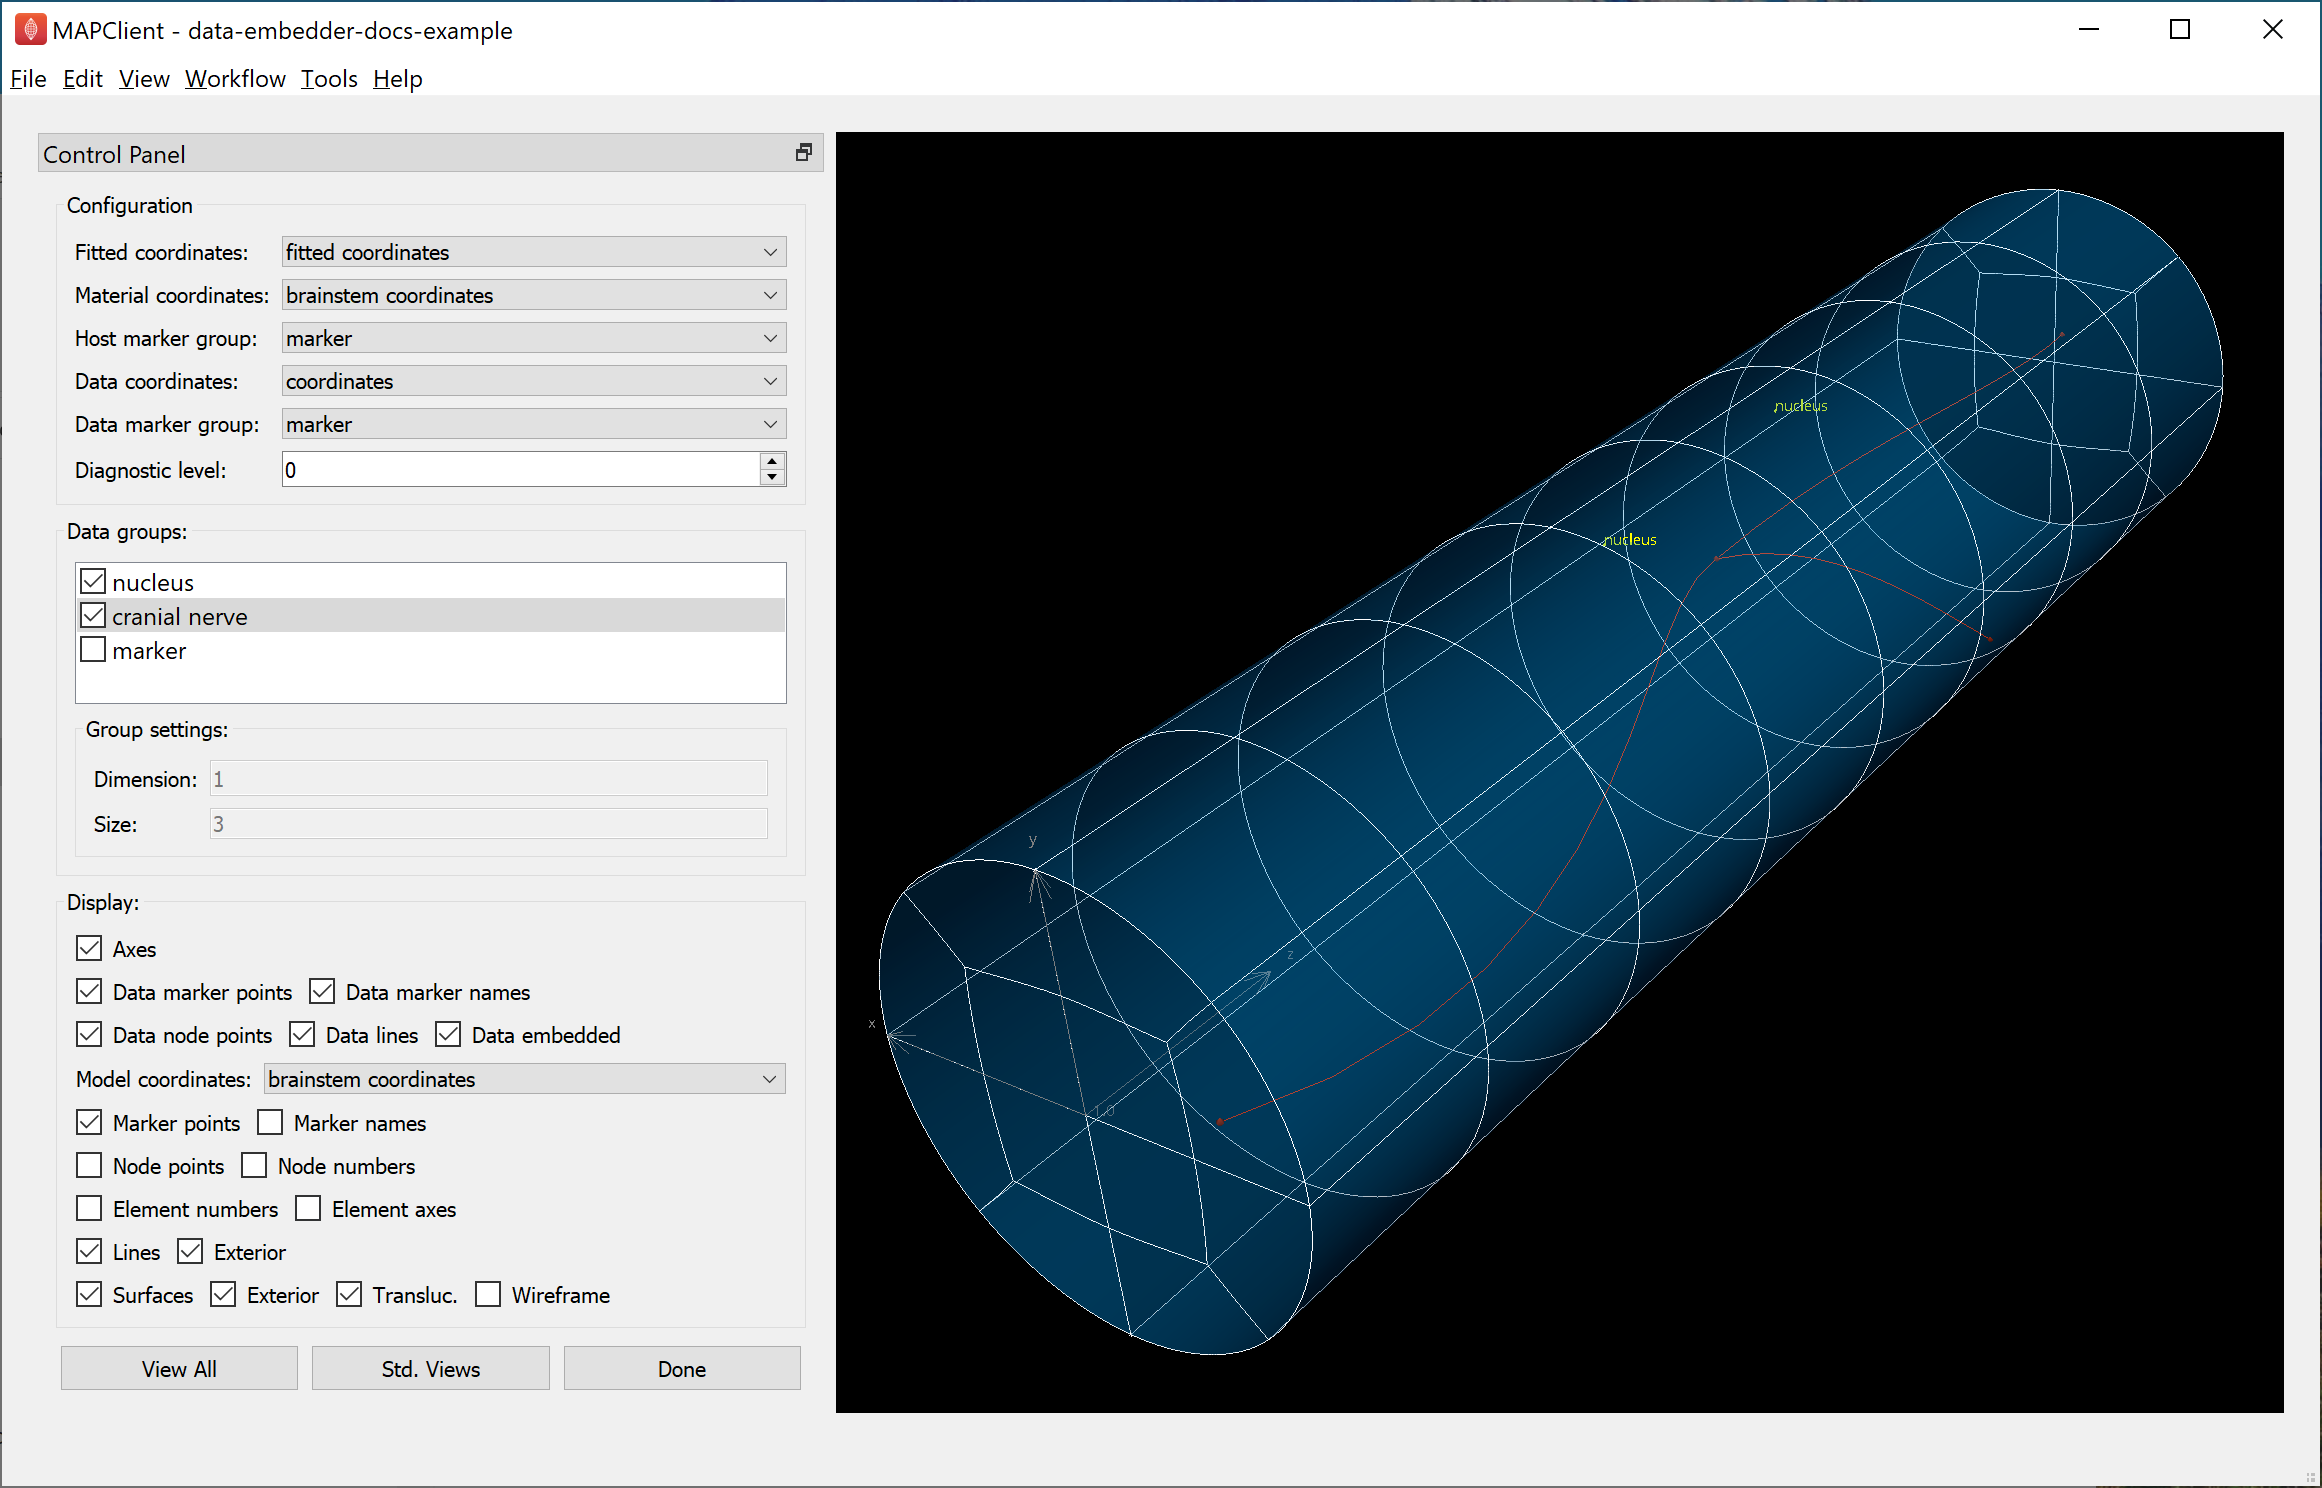 MAPClient - data-embedder-docs-example
File Edit View Workflow Tools Help
Control Panel
Configuration
Fitted coordinates: fitted coordinates
Material coordinates: brainstem coordinates
Host marker group: marker
Data coordinates: coordinates
Data marker group: marker
Diagnostic level: 0
Data groups:
nucleus
cranial nerve
marker
Group settings:
Dimension: 1
Size: 3
Display:
Axes
Data marker points Data marker names
Data node points Data lines Data embedded
Model coordinates: brainstem coordinates
Marker points Marker names
Node points Node numbers
Element numbers Element axes
Lines Exterior
Surfaces Exterior Transluc. Wireframe
View All Std. Views Done
nucleus
nucleus
y
z
x
1.0